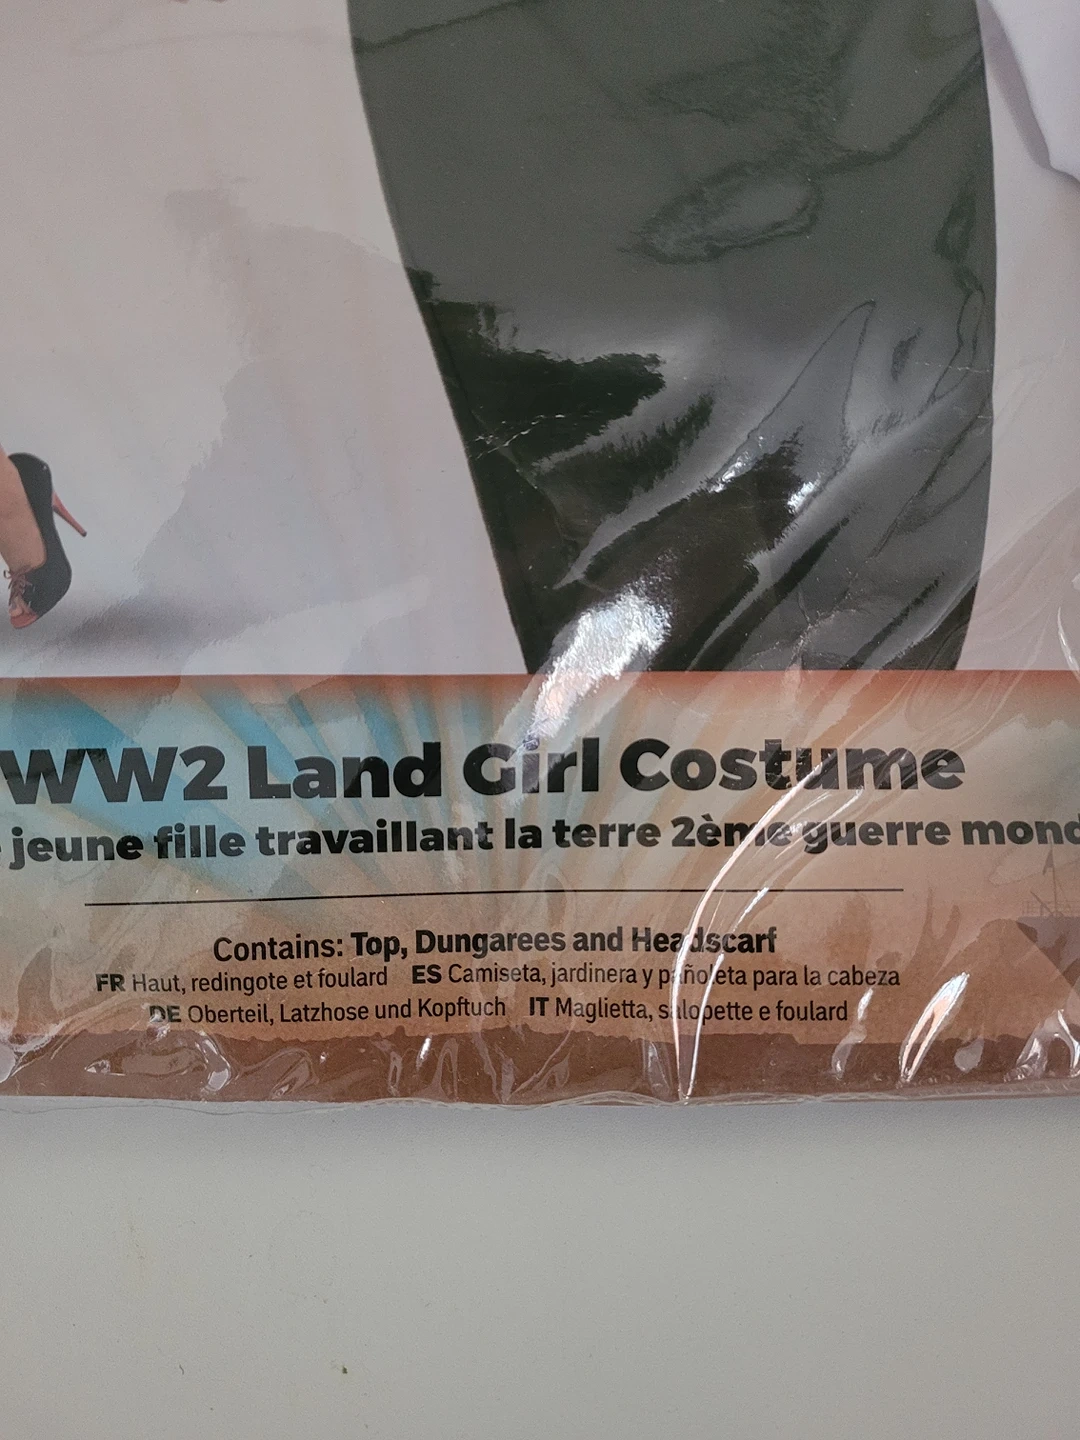 WW2 Land Girl Costume
jeune fille travaillant la terre 2ème guerre mond
Contains: Top, Dungarees and Headscarf
FR Haut, redingote et foulard ES Camiseta, jardinera y pañoleta para la cabeza
DE Oberteil, Latzhose und Kopftuch IT Maglietta, salopette e foulard